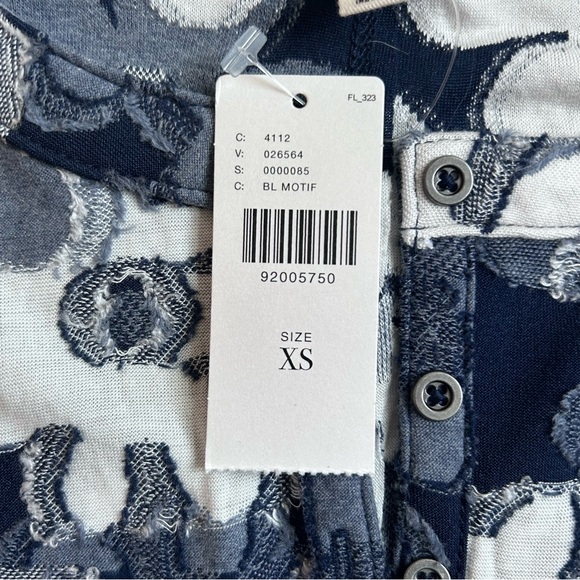 FL_323
C: 4112
V: 026564
S: 0000085
C: BL MOTIF
92005750
SIZE
XS